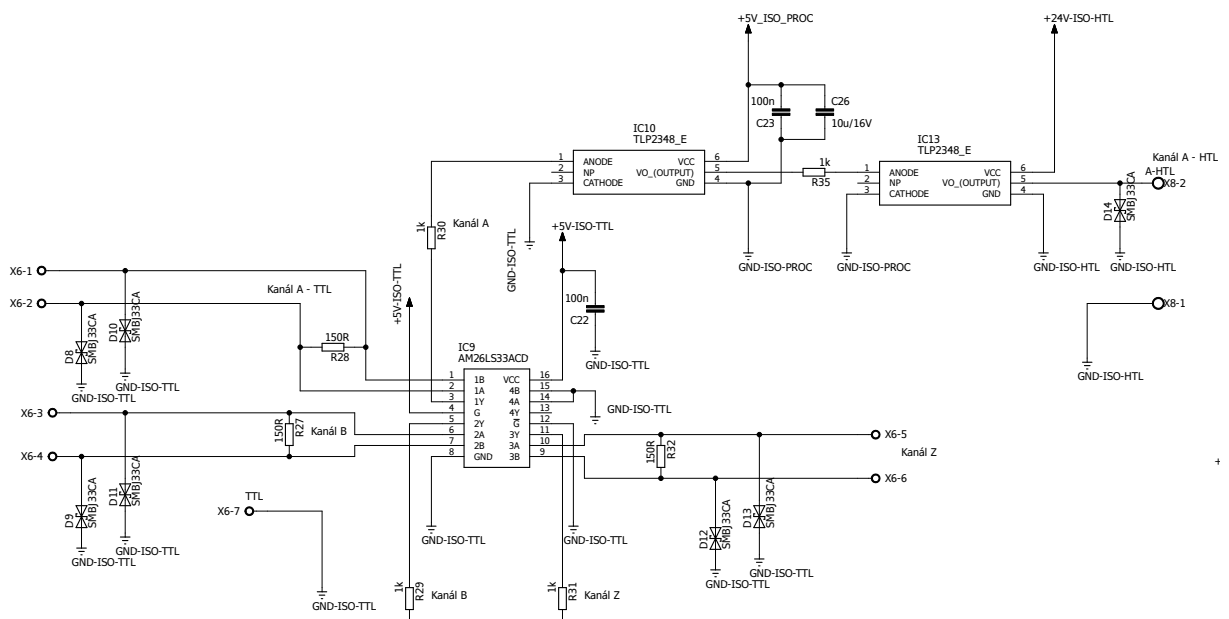 +5V_ISO_PROC
+24V-ISO-HTL
100n
C23
C26
10u/16V
IC10
TLP2348_E
1 ANODE VCC 6
2 NP VO_(OUTPUT) 5
3 CATHODE GND 4
1k
R35
IC13
TLP2348_E
1 ANODE VCC 6
2 NP VO_(OUTPUT) 5
3 CATHODE GND 4
Kanál A - HTL
A-HTL
X8-2
D14
SMBJ33CA
1k
R30
Kanál A
GND-ISO-TTL
+5V-ISO-TTL
GND-ISO-PROC
GND-ISO-PROC
GND-ISO-HTL
GND-ISO-HTL
X6-1
X6-2
Kanál A - TTL
+5V-ISO-TTL
100n
C22
GND-ISO-TTL
X8-1
GND-ISO-HTL
D8
SMBJ33CA
D10
SMBJ33CA
150R
R28
GND-ISO-TTL
GND-ISO-TTL
IC9
AM26LS33ACD
1 1B VCC 16
2 1A 4B 15
3 1Y 4A 14
4 G 4Y 13
5 2Y G 12
6 2A 3Y 11
7 2B 3A 10
8 GND 3B 9
GND-ISO-TTL
X6-3
X6-4
150R
R27
Kanál B
X6-5
X6-6
Kanál Z
150R
R32
+
D9
SMBJ33CA
D11
SMBJ33CA
TTL
X6-7
D12
SMBJ33CA
D13
SMBJ33CA
GND-ISO-TTL
GND-ISO-TTL
GND-ISO-TTL
GND-ISO-TTL
GND-ISO-TTL
GND-ISO-TTL
GND-ISO-TTL
1k
R29
Kanál B
1k
R31
Kanál Z